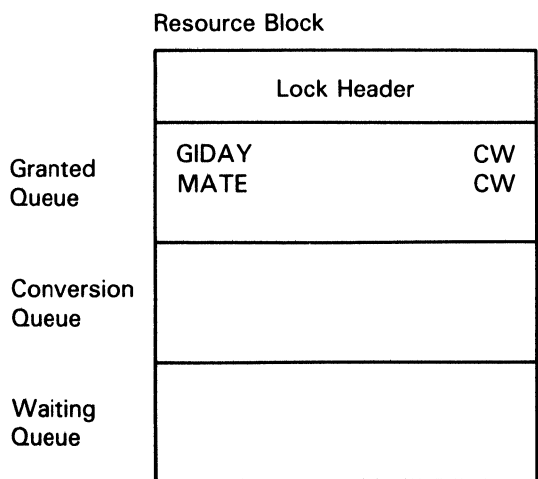 Resource Block
Lock Header
Granted
Queue
GIDAY CW
MATE CW
Conversion
Queue
Waiting
Queue